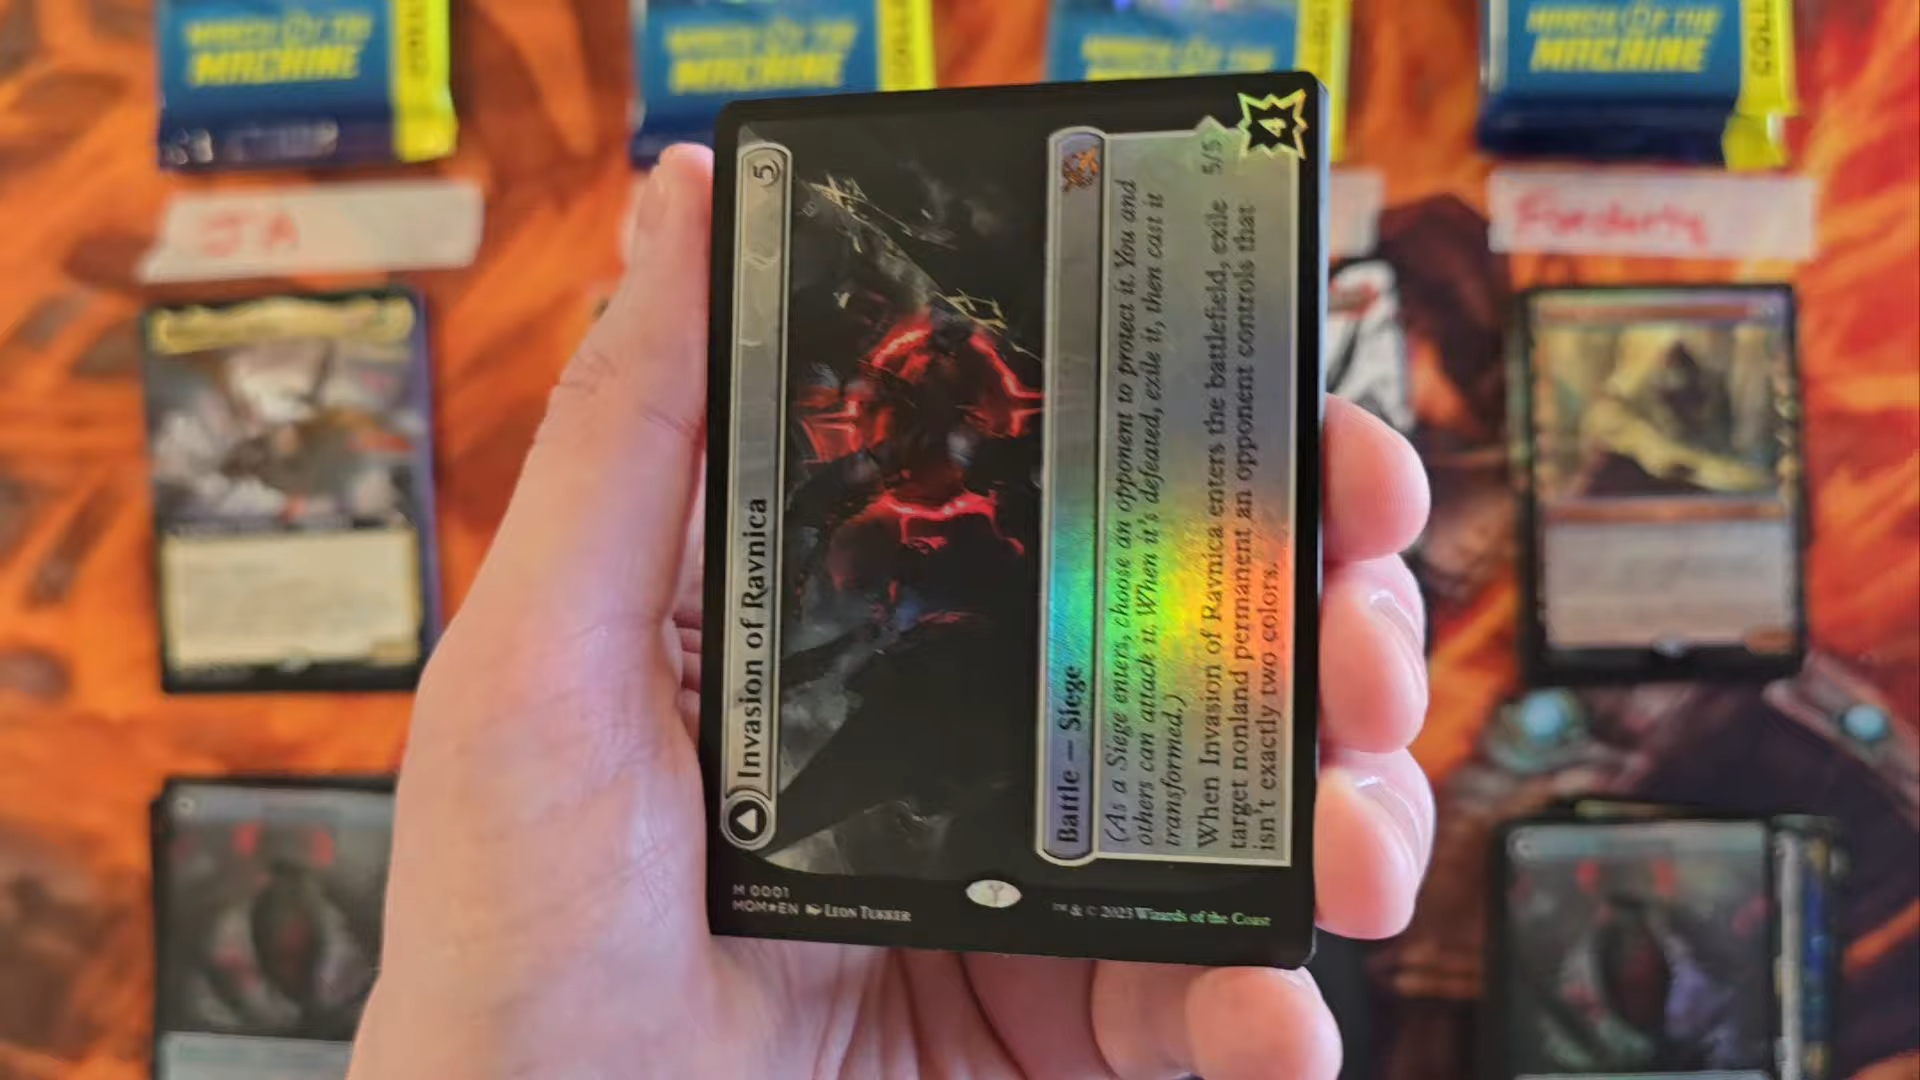 MARCH OF THE
MACHINE
MARCH OF THE
MACHINE
MARCH OF THE
MACHINE
COLL
JA
Invasion of Ravnica
5
Battle — Siege
(As a Siege enters, choose an opponent to protect it. You and
others can attack it. When it's defeated, exile it, then cast it
transformed.)
When Invasion of Ravnica enters the battlefield, exile
target nonland permanent an opponent controls that
isn't exactly two colors.
5/5
4
M 0001
MOM★EN LEON TUKKER
™ & © 2023 Wizards of the Coast